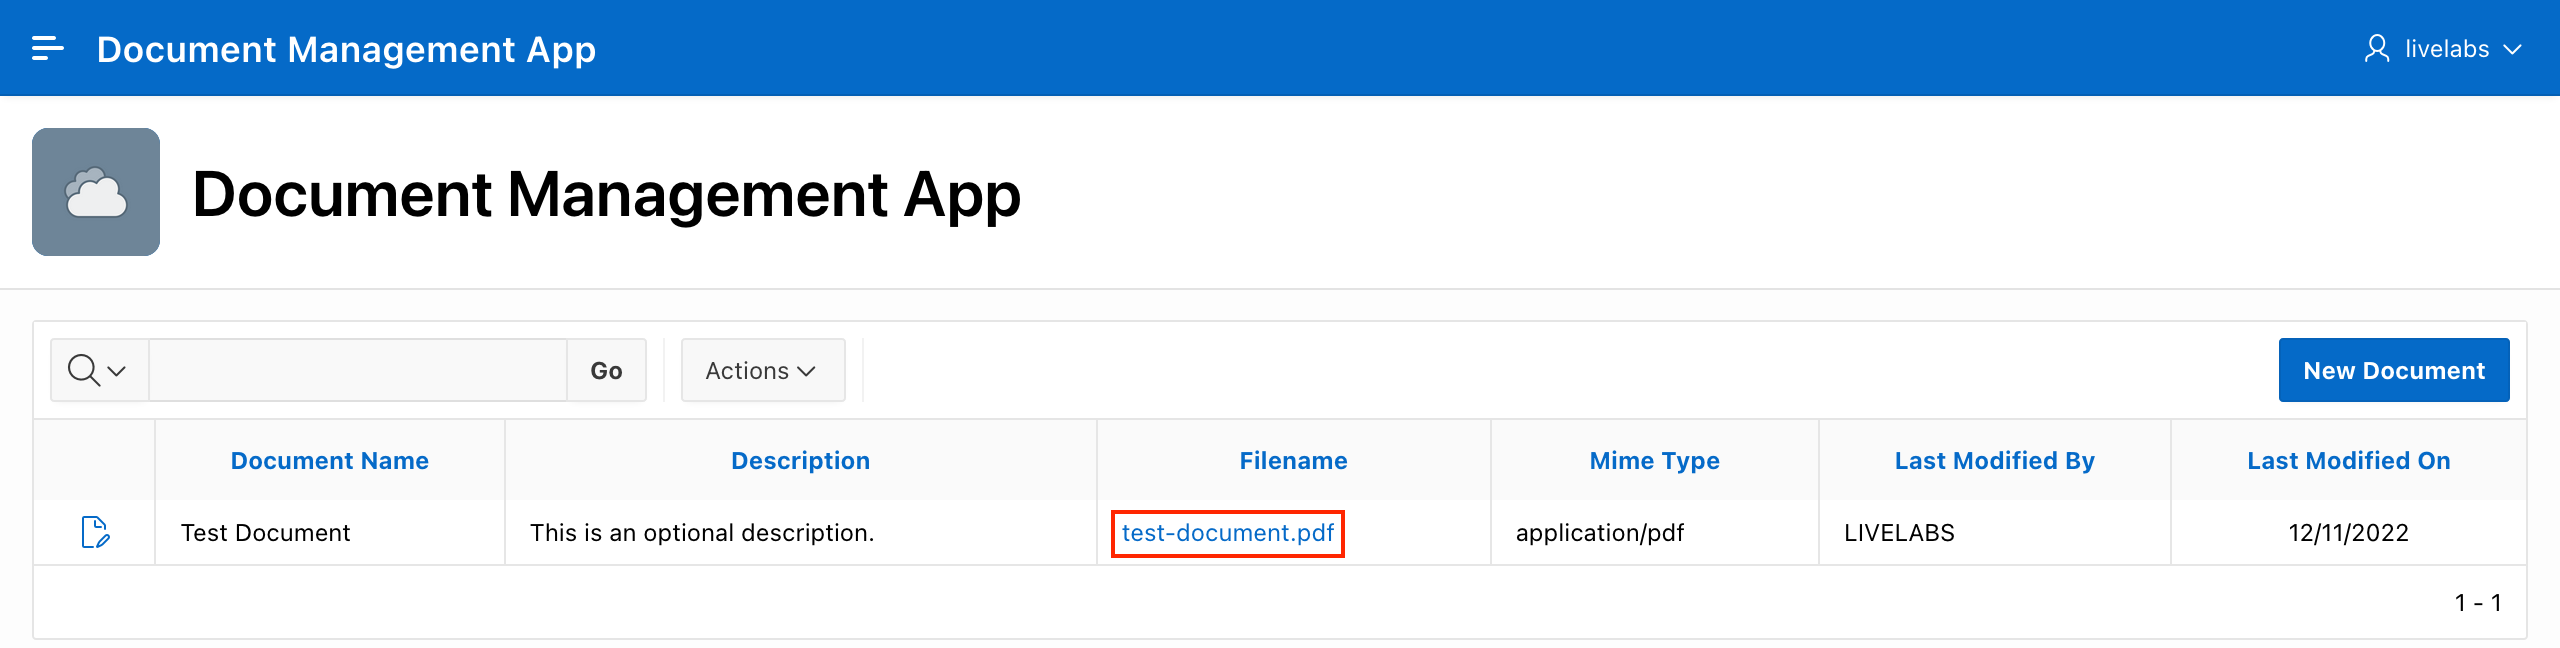 Document Management App
livelabs
Document Management App
Go
Actions
New Document
Document Name Description Filename Mime Type Last Modified By Last Modified On
Test Document This is an optional description. test-document.pdf application/pdf LIVELABS 12/11/2022
1 - 1